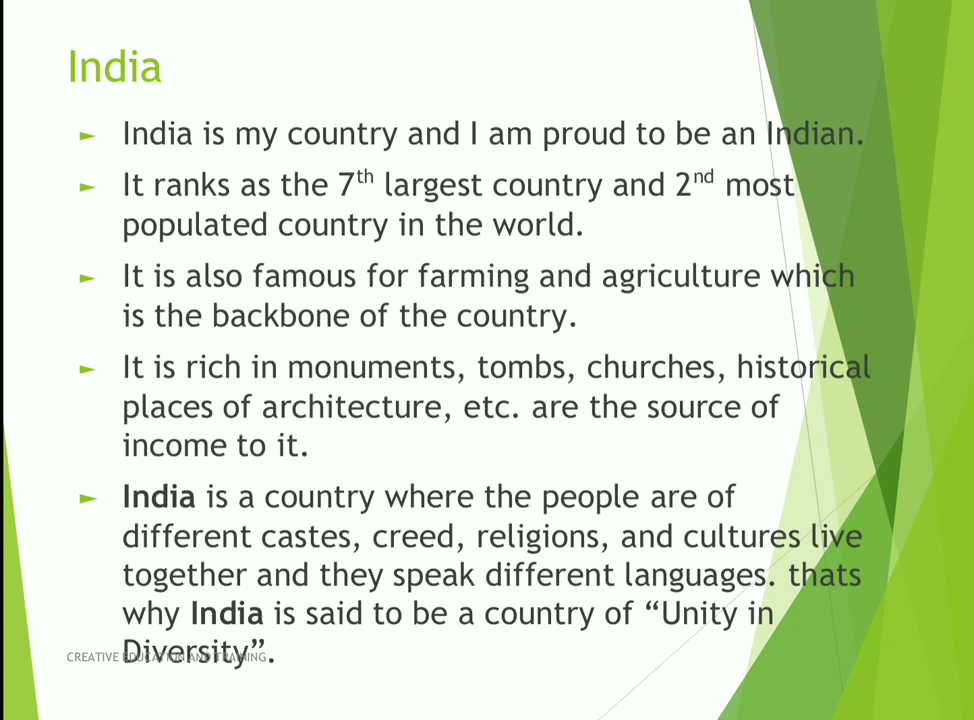 India
► India is my country and I am proud to be an Indian.
► It ranks as the 7th largest country and 2nd most
populated country in the world.
► It is also famous for farming and agriculture which
is the backbone of the country.
► It is rich in monuments, tombs, churches, historical
places of architecture, etc. are the source of
income to it.
► India is a country where the people are of
different castes, creed, religions, and cultures live
together and they speak different languages. thats
why India is said to be a country of “Unity in
Diversity”.
CREATIVE EDUCATION AND TRAINING